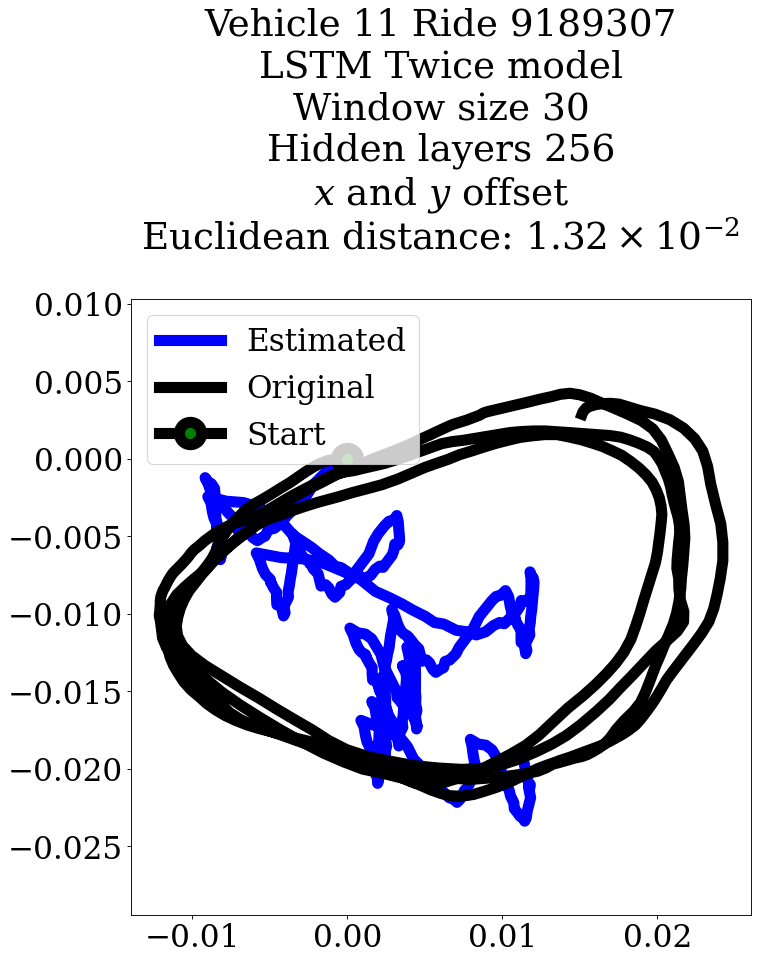 Vehicle 11 Ride 9189307
LSTM Twice model
Window size 30
Hidden layers 256
x and y offset
Euclidean distance: 1.32 × 10⁻²
0.010
0.005
0.000
−0.005
−0.010
−0.015
−0.020
−0.025
Estimated
Original
Start
−0.01
0.00
0.01
0.02